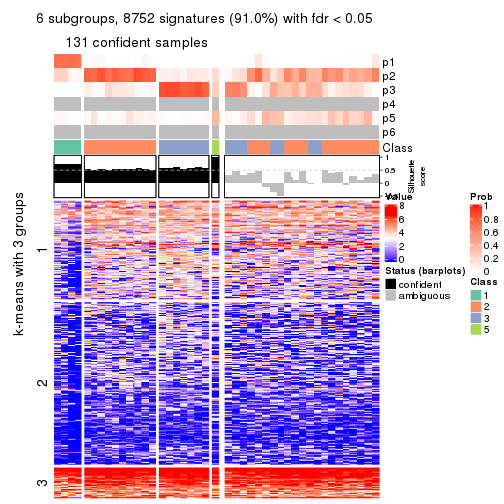 6 subgroups, 8752 signatures (91.0%) with fdr < 0.05
131 confident samples
p1
p2
p3
p4
p5
p6
Class
1
0.5
0
Silhouette
score
k-means with 3 groups
1
2
3
Value
8
6
4
2
0
Status (barplots)
confident
ambiguous
Prob
1
0.8
0.6
0.4
0.2
0
Class
1
2
3
5